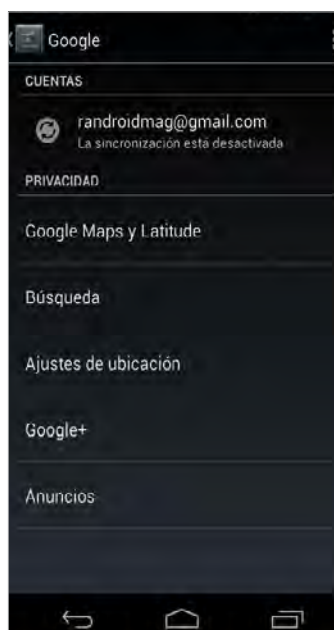 Google
CUENTAS
randroidmag@gmail.com
La sincronización está desactivada
PRIVACIDAD
Google Maps y Latitude
Búsqueda
Ajustes de ubicación
Google+
Anuncios